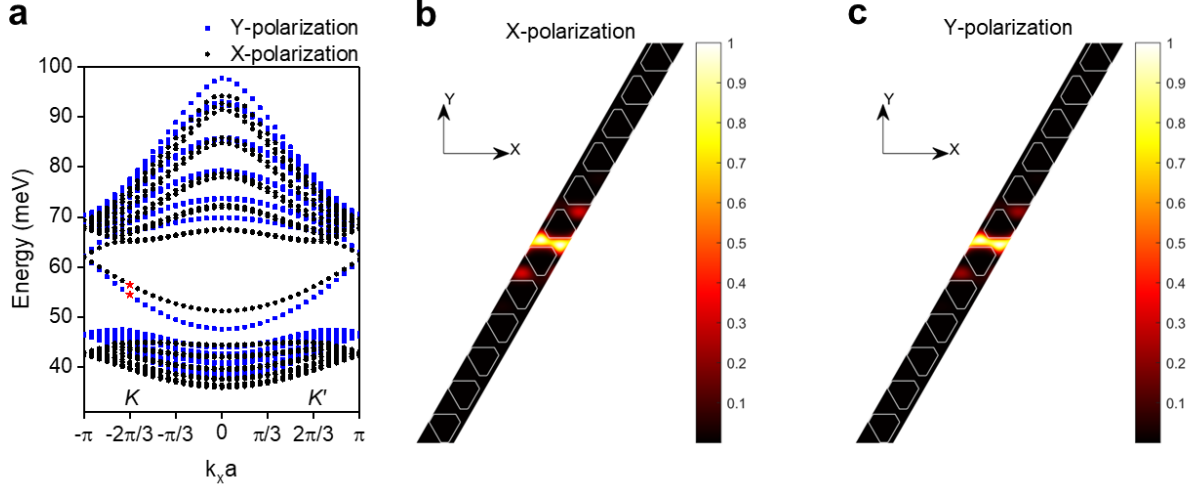 a
Y-polarization
X-polarization
Energy (meV)
100
90
80
70
60
50
40
K
K'
-π
-2π/3
-π/3
0
π/3
2π/3
π
kₓa
b
X-polarization
Y
X
1
0.9
0.8
0.7
0.6
0.5
0.4
0.3
0.2
0.1
c
Y-polarization
Y
X
1
0.9
0.8
0.7
0.6
0.5
0.4
0.3
0.2
0.1